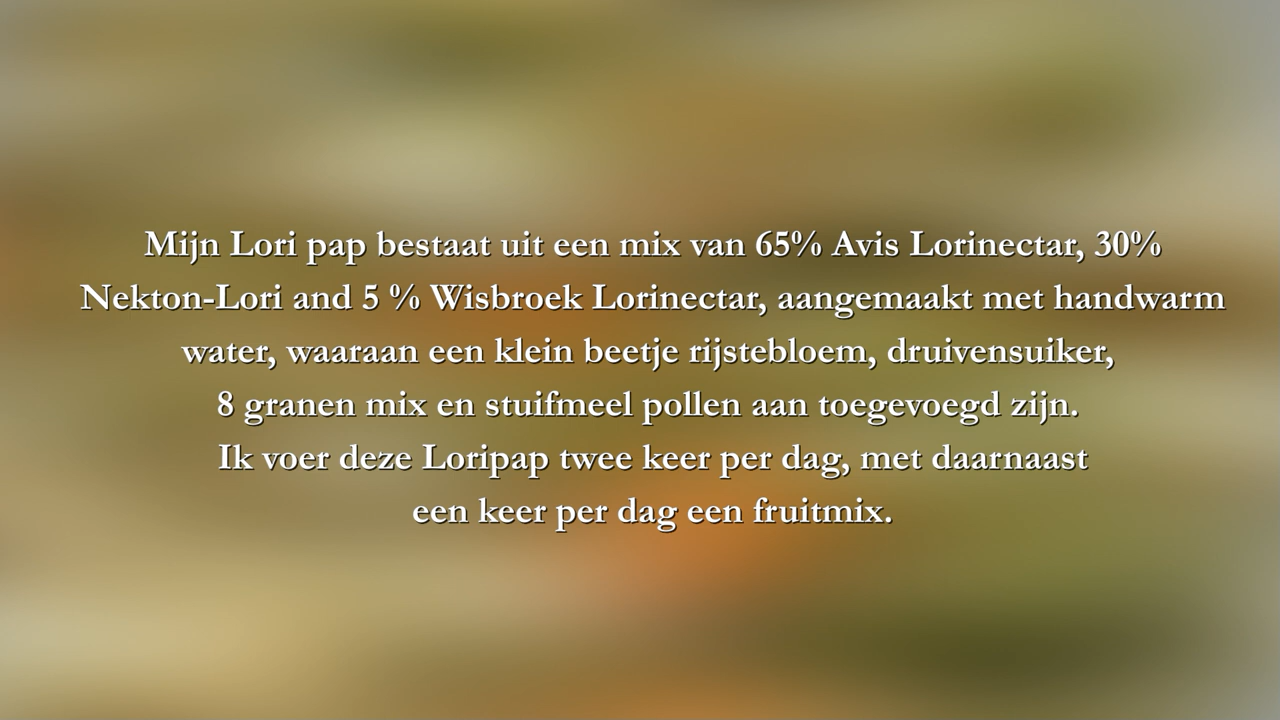 Mijn Lori pap bestaat uit een mix van 65% Avis Lorinectar, 30%
Nekton-Lori and 5 % Wisbroek Lorinectar, aangemaakt met handwarm
water, waaraan een klein beetje rijstebloem, druivensuiker,
8 granen mix en stuifmeel pollen aan toegevoegd zijn.
Ik voer deze Loripap twee keer per dag, met daarnaast
een keer per dag een fruitmix.